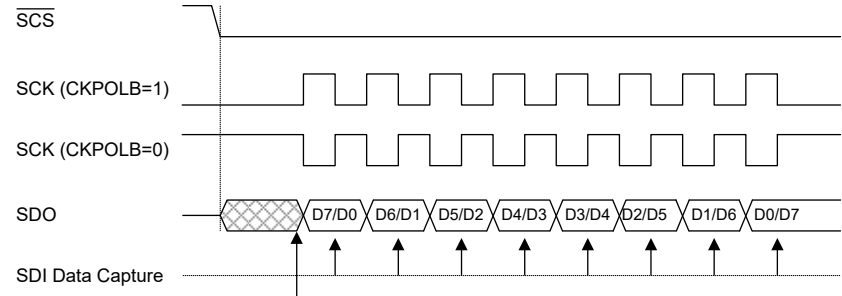 SCS
SCK (CKPOLB=1)
SCK (CKPOLB=0)
SDO D7/D0 D6/D1 D5/D2 D4/D3 D3/D4 D2/D5 D1/D6 D0/D7
SDI Data Capture